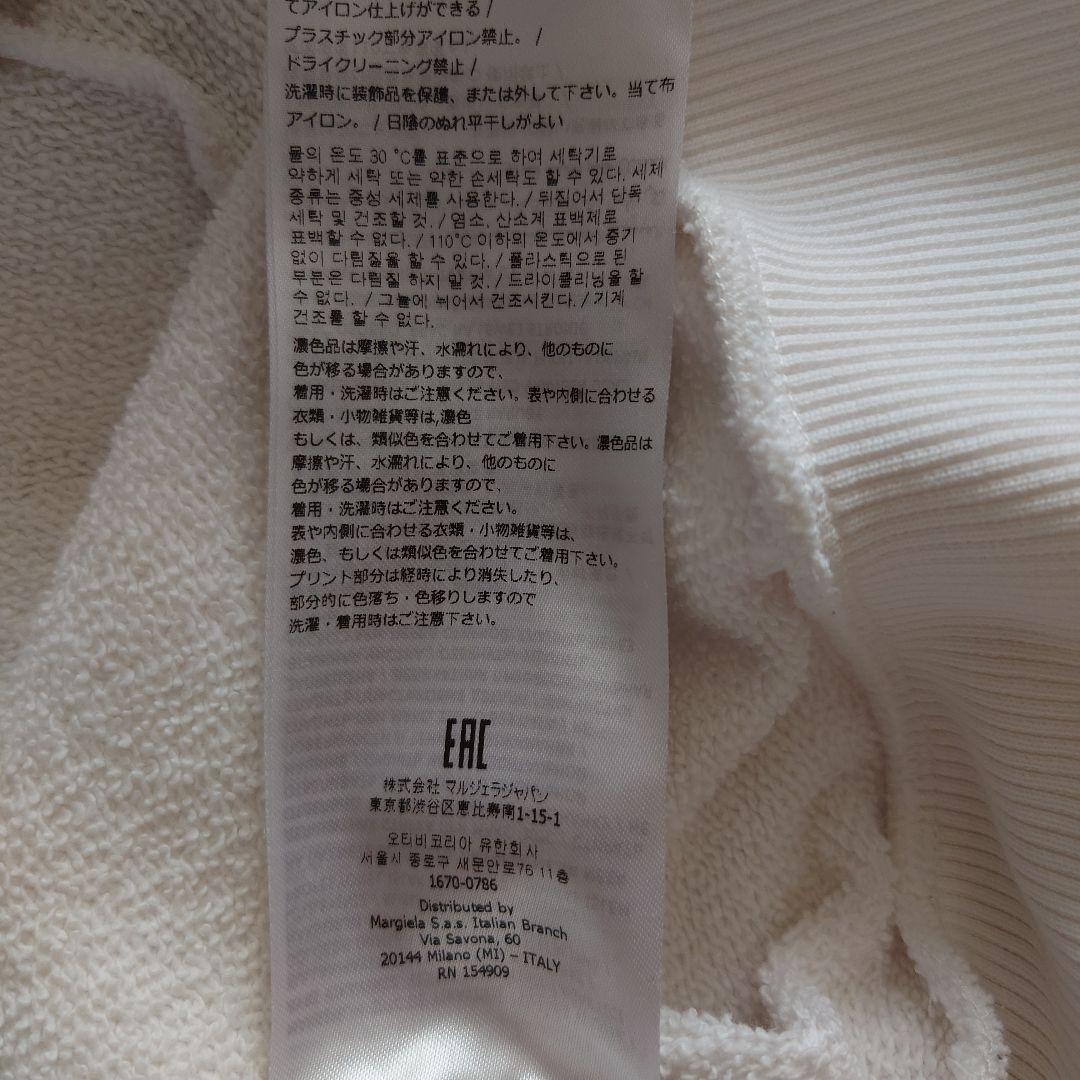 てアイロン仕上げができる /
プラスチック部分アイロン禁止。 /
ドライクリーニング禁止 /
洗濯時に装飾品を保護、または外して下さい。当て布
アイロン。 / 日陰のぬれ平干しがよい
물의 온도 30 °C를 표준으로 하여 세탁기로
약하게 세탁 또는 약한 손세탁도 할 수 있다. 세제
종류는 중성 세제를 사용한다. / 뒤집어서 단독
세탁 및 건조할 것. / 염소, 산소계 표백제로
표백할 수 없다. / 110°C 이하의 온도에서 증기
없이 다림질을 할 수 있다. / 플라스틱으로 된
부분은 다림질 하지 말 것. / 드라이클리닝을 할
수 없다. / 그늘에 뉘어서 건조시킨다. / 기계
건조를 할 수 없다.
濃色品は摩擦や汗、水濡れにより、他のものに
色が移る場合がありますので、
着用・洗濯時はご注意ください。表や内側に合わせる
衣類・小物雑貨等は,濃色
もしくは、類似色を合わせてご着用下さい。濃色品は
摩擦や汗、水濡れにより、他のものに
色が移る場合がありますので、
着用・洗濯時はご注意ください。
表や内側に合わせる衣類・小物雑貨等は、
濃色、もしくは類似色を合わせてご着用下さい。
プリント部分は経時により消失したり、
部分的に色落ち・色移りしますので
洗濯・着用時はご注意下さい。
EAC
株式会社 マルジェラジャパン
東京都渋谷区恵比寿南1-15-1
오티비코리아 유한회사
서울시 종로구 새문안로76 11층
1670-0786
Distributed by
Margiela S.a.s. Italian Branch
Via Savona, 60
20144 Milano (MI) – ITALY
RN 154909